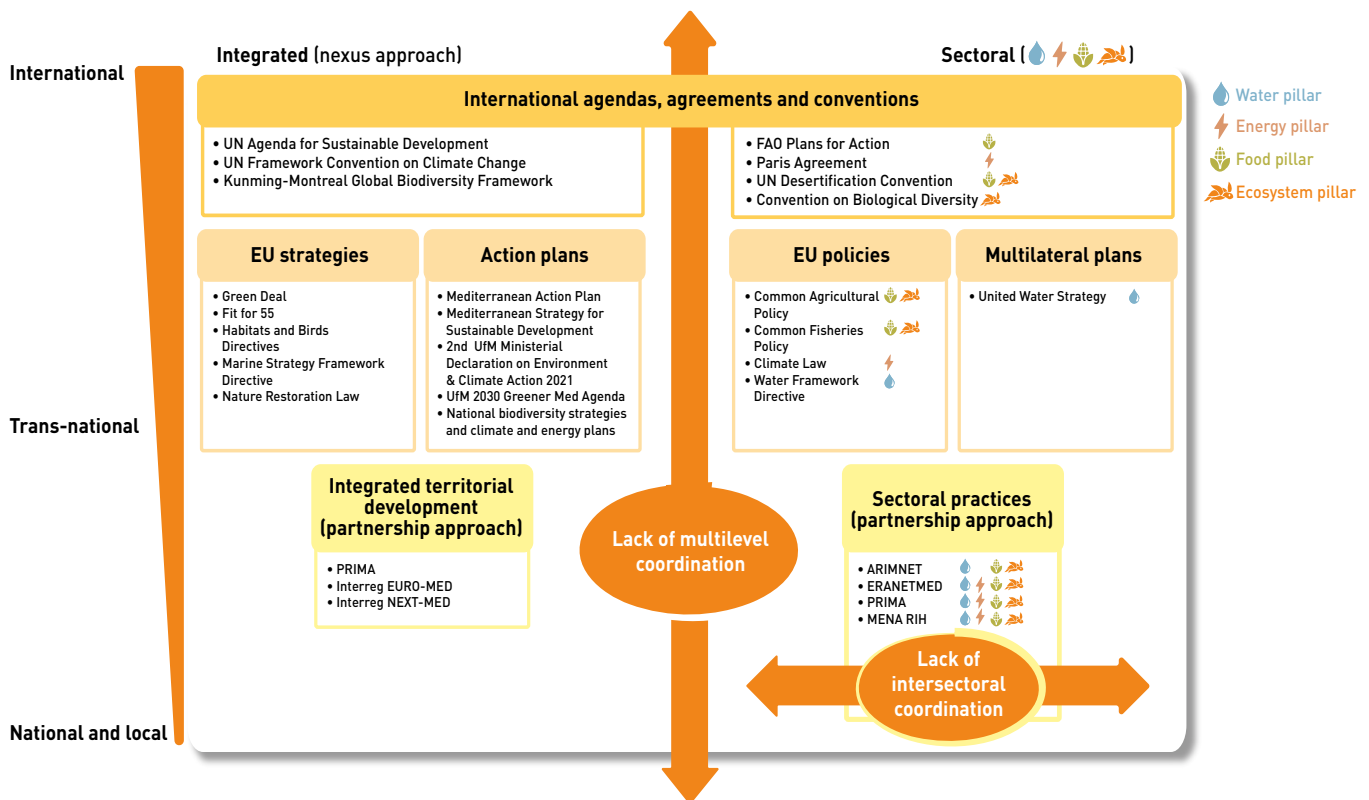 Integrated (nexus approach)
Sectoral ( )
International
Trans-national
National and local
Water pillar
Energy pillar
Food pillar
Ecosystem pillar
International agendas, agreements and conventions
• UN Agenda for Sustainable Development
• UN Framework Convention on Climate Change
• Kunming-Montreal Global Biodiversity Framework
• FAO Plans for Action
• Paris Agreement
• UN Desertification Convention
• Convention on Biological Diversity
EU strategies
• Green Deal
• Fit for 55
• Habitats and Birds
Directives
• Marine Strategy Framework
Directive
• Nature Restoration Law
Action plans
• Mediterranean Action Plan
• Mediterranean Strategy for
Sustainable Development
• 2nd UfM Ministerial
Declaration on Environment
& Climate Action 2021
• UfM 2030 Greener Med Agenda
• National biodiversity strategies
and climate and energy plans
EU policies
• Common Agricultural
Policy
• Common Fisheries
Policy
• Climate Law
• Water Framework
Directive
Multilateral plans
• United Water Strategy
Integrated territorial
development
(partnership approach)
• PRIMA
• Interreg EURO-MED
• Interreg NEXT-MED
Lack of multilevel
coordination
Sectoral practices
(partnership approach)
• ARIMNET
• ERANETMED
• PRIMA
• MENA RIH
Lack of
intersectoral
coordination